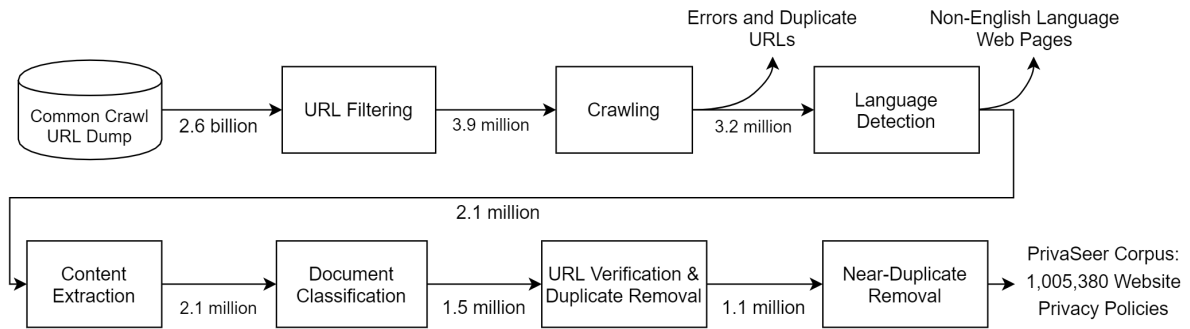 Errors and Duplicate
URLs
Non-English Language
Web Pages
Common Crawl
URL Dump
2.6 billion
URL Filtering
3.9 million
Crawling
3.2 million
Language
Detection
2.1 million
Content
Extraction
2.1 million
Document
Classification
1.5 million
URL Verification &
Duplicate Removal
1.1 million
Near-Duplicate
Removal
PrivaSeer Corpus:
1,005,380 Website
Privacy Policies